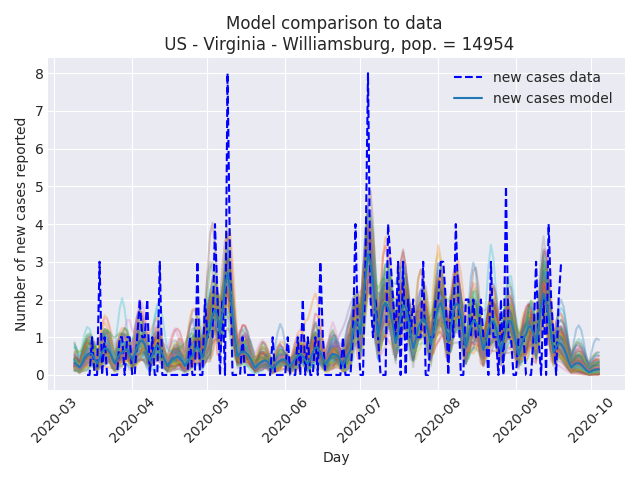 Model comparison to data
US - Virginia - Williamsburg, pop. = 14954
new cases data
new cases model
Number of new cases reported
8
7
6
5
4
3
2
1
0
2020-03
2020-04
2020-05
2020-06
2020-07
2020-08
2020-09
2020-10
Day